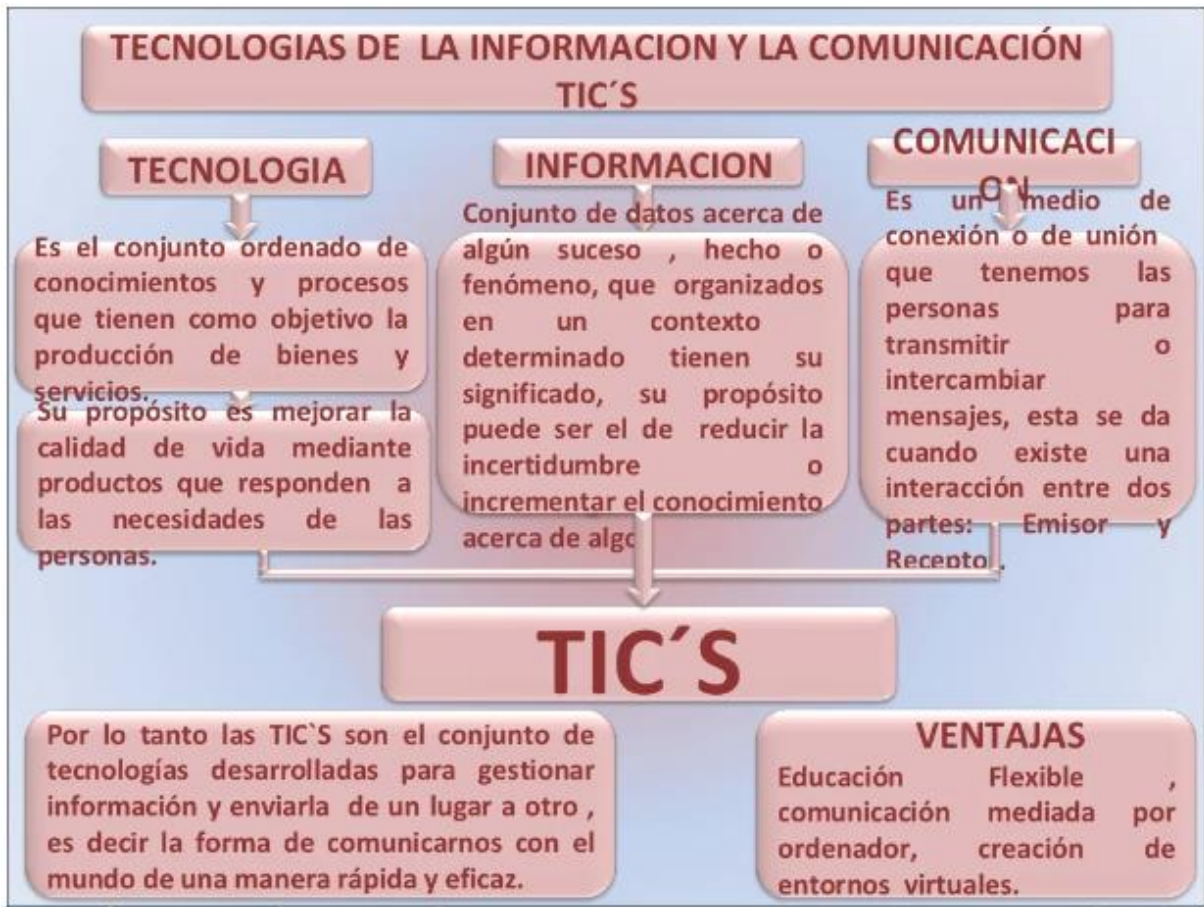 TECNOLOGIAS DE LA INFORMACION Y LA COMUNICACIÓN
TIC´S
TECNOLOGIA
Es el conjunto ordenado de
conocimientos y procesos
que tienen como objetivo la
producción de bienes y
servicios.
Su propósito es mejorar la
calidad de vida mediante
productos que responden a
las necesidades de las
personas.
INFORMACION
Conjunto de datos acerca de
algún suceso , hecho o
fenómeno, que organizados
en un contexto
determinado tienen su
significado, su propósito
puede ser el de reducir la
incertidumbre o
incrementar el conocimiento
acerca de algo
COMUNICACI
ON
Es un medio de
conexión o de unión
que tenemos las
personas para
transmitir o
intercambiar
mensajes, esta se da
cuando existe una
interacción entre dos
partes: Emisor y
Receptor.
TIC´S
Por lo tanto las TIC`S son el conjunto de
tecnologías desarrolladas para gestionar
información y enviarla de un lugar a otro ,
es decir la forma de comunicarnos con el
mundo de una manera rápida y eficaz.
VENTAJAS
Educación Flexible ,
comunicación mediada por
ordenador, creación de
entornos virtuales.